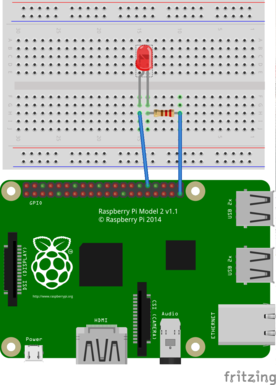 GPIO
Raspberry Pi Model 2 v1.1
© Raspberry Pi 2014
DSI (DISPLAY)
http://www.raspberrypi.org
USB 2x
USB 2x
HDMI
CSI (CAMERA)
Audio
ETHERNET
Power
fritzing